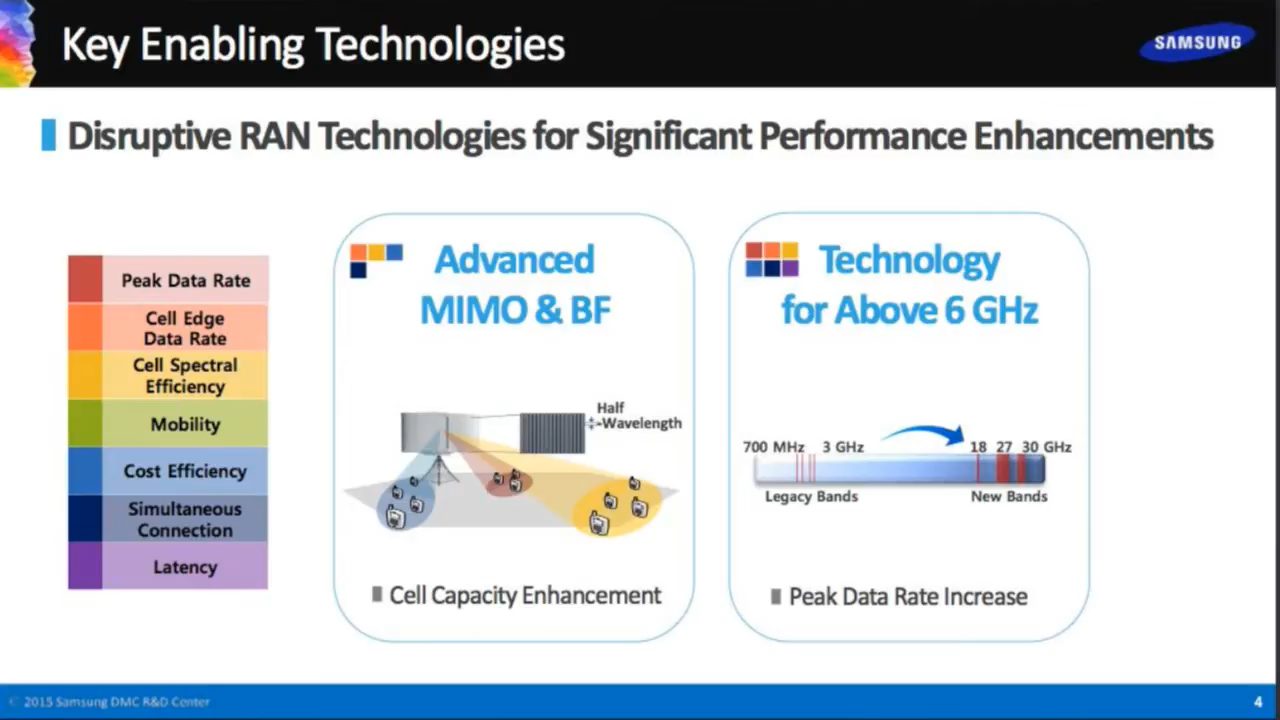 Key Enabling Technologies
SAMSUNG
Disruptive RAN Technologies for Significant Performance Enhancements
Peak Data Rate
Cell Edge
Data Rate
Cell Spectral
Efficiency
Mobility
Cost Efficiency
Simultaneous
Connection
Latency
Advanced
MIMO & BF
Half
-Wavelength
Cell Capacity Enhancement
Technology
for Above 6 GHz
700 MHz 3 GHz 18 27 30 GHz
Legacy Bands New Bands
Peak Data Rate Increase
© 2015 Samsung DMC R&D Center
4